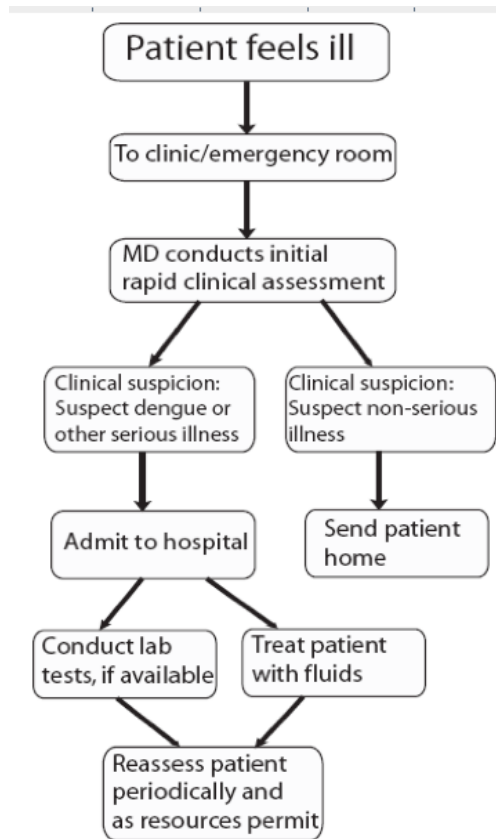 Patient feels ill
To clinic/emergency room
MD conducts initial
rapid clinical assessment
Clinical suspicion:
Suspect dengue or
other serious illness
Clinical suspicion:
Suspect non-serious
illness
Admit to hospital
Send patient
home
Conduct lab
tests, if available
Treat patient
with fluids
Reassess patient
periodically and
as resources permit